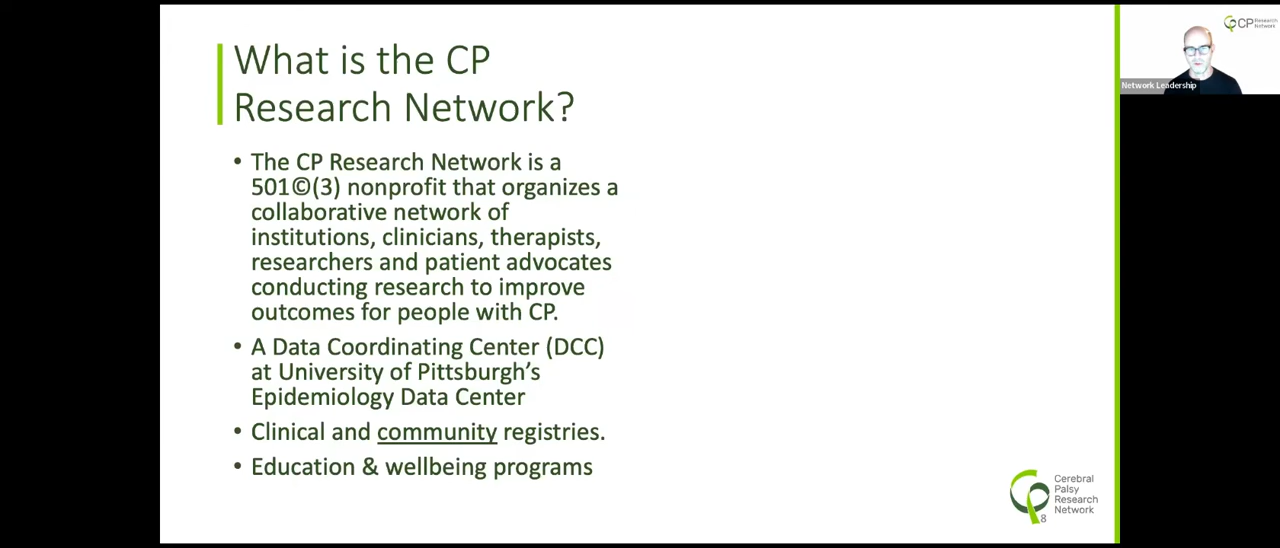 What is the CP
Research Network?
• The CP Research Network is a
501©(3) nonprofit that organizes a
collaborative network of
institutions, clinicians, therapists,
researchers and patient advocates
conducting research to improve
outcomes for people with CP.
• A Data Coordinating Center (DCC)
at University of Pittsburgh’s
Epidemiology Data Center
• Clinical and community registries.
• Education & wellbeing programs
Cerebral
Palsy
Research
Network
8
CP Research
Network
Network Leadership